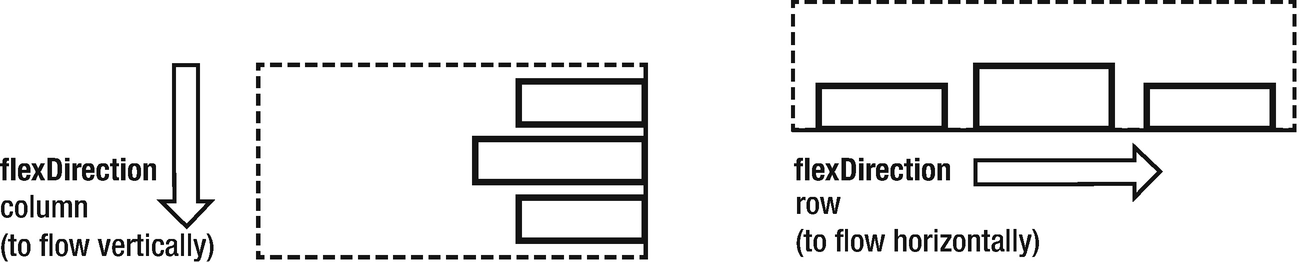 flexDirection
column
(to flow vertically)
flexDirection
row
(to flow horizontally)